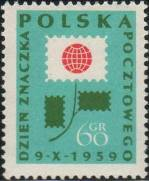 POLSKA
DZIEŃ ZNACZKA
POCZTOWEGO
GR
60
9-X-1959